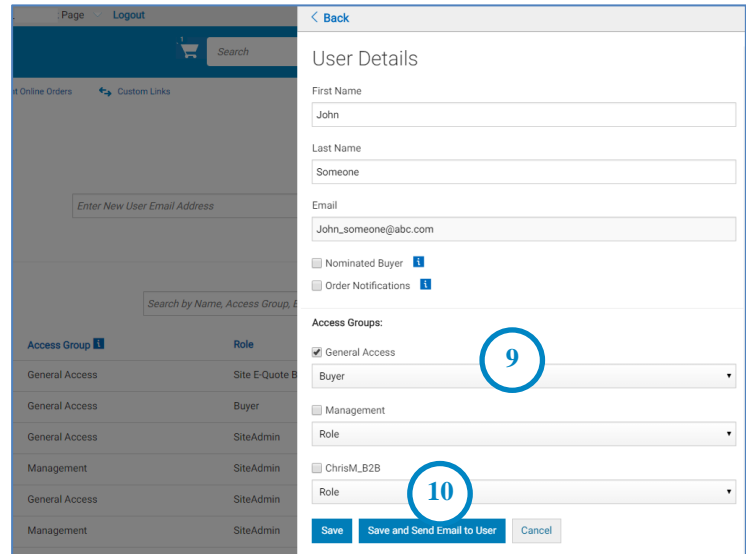 Page Logout
1
Search
t Online Orders Custom Links
Enter New User Email Address
Search by Name, Access Group, E
Access Group i Role
General Access Site E-Quote B
General Access Buyer
General Access SiteAdmin
Management SiteAdmin
General Access SiteAdmin
Management SiteAdmin
Back
User Details
First Name
John
Last Name
Someone
Email
John_someone@abc.com
Nominated Buyer i
Order Notifications i
Access Groups:
General Access
9
Buyer
Management
Role
ChrisM_B2B
10
Role
Save Save and Send Email to User Cancel